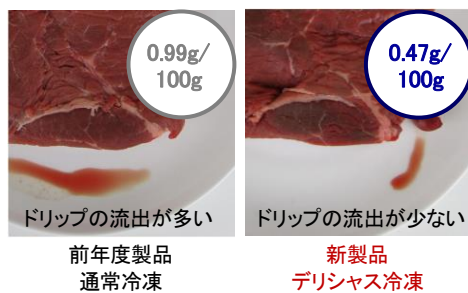 0.99g/
100g
ドリップの流出が多い
前年度製品
通常冷凍
0.47g/
100g
ドリップの流出が少ない
新製品
デリシャス冷凍